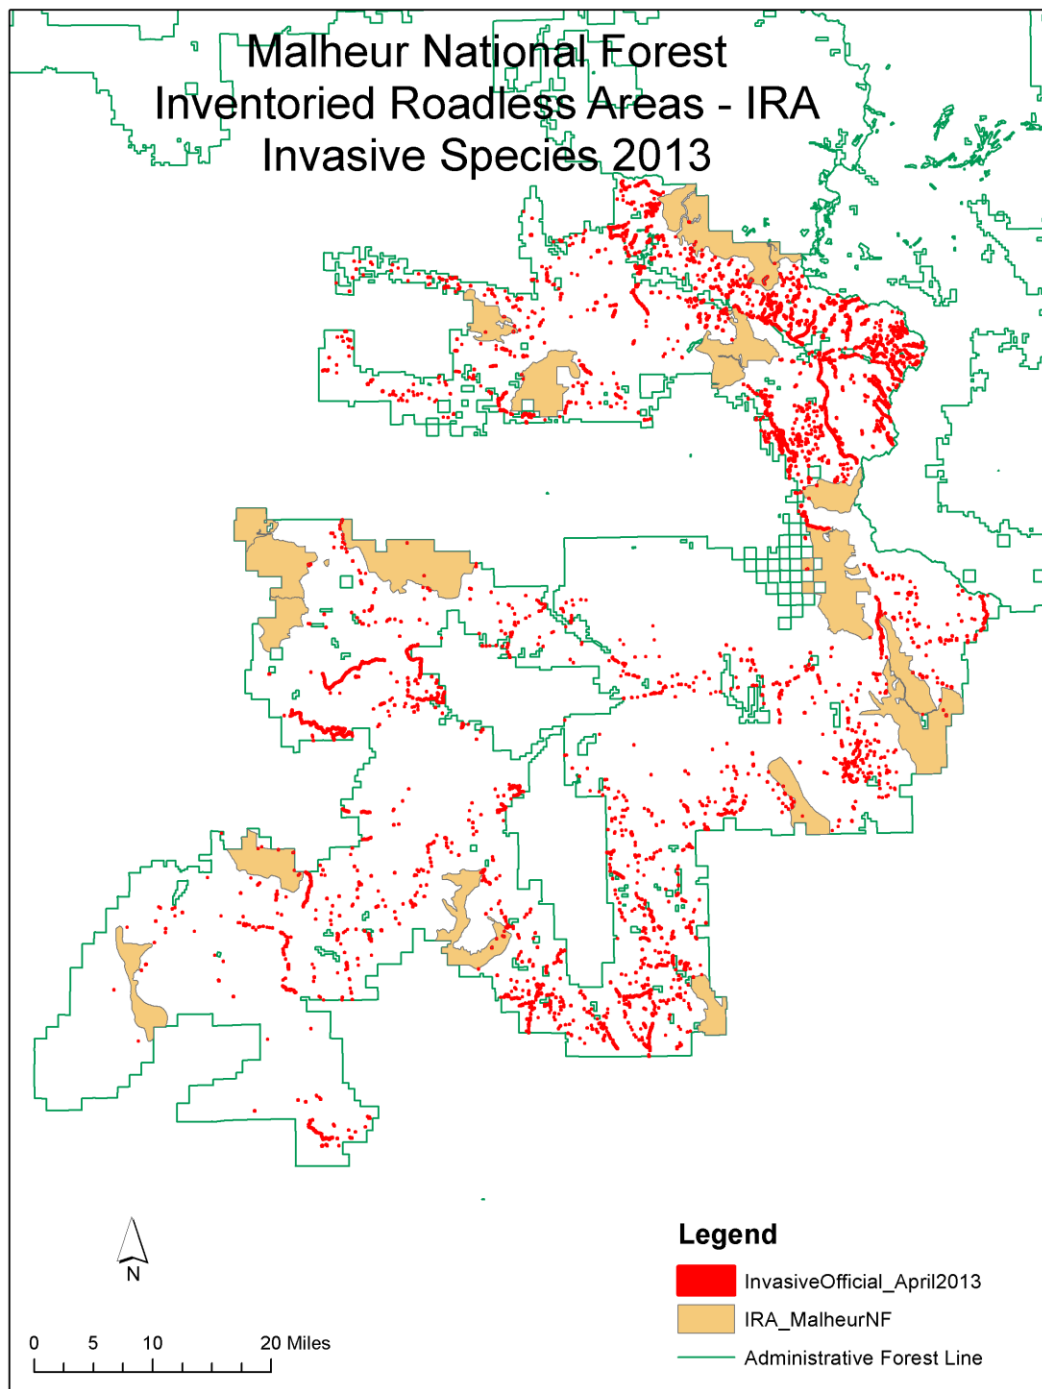 Malheur National Forest
Inventoried Roadless Areas - IRA
Invasive Species 2013
N
0 5 10 20 Miles
Legend
InvasiveOfficial_April2013
IRA_MalheurNF
Administrative Forest Line